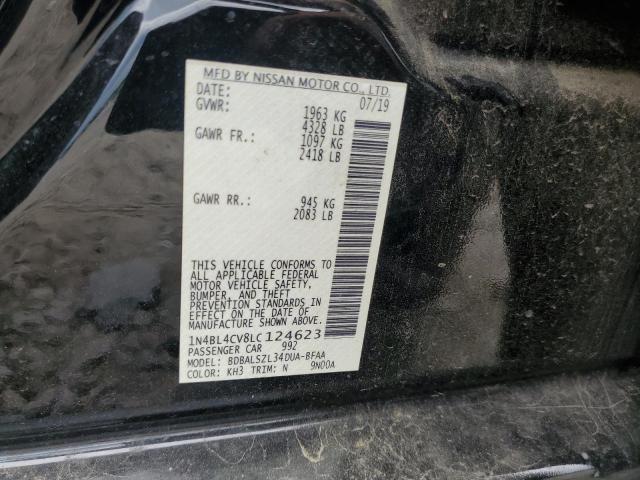 MFD BY NISSAN MOTOR CO., LTD.
DATE: 07/19
GVWR: 1963 KG
4328 LB
GAWR FR.: 1097 KG
2418 LB
GAWR RR.: 945 KG
2083 LB
THIS VEHICLE CONFORMS TO
ALL APPLICABLE FEDERAL
MOTOR VEHICLE SAFETY,
BUMPER, AND THEFT
PREVENTION STANDARDS IN
EFFECT ON THE DATE OF
MANUFACTURE SHOWN ABOVE.
1N4BL4CV8LC124623
PASSENGER CAR 992
MODEL: BDBALSZL34DUA-BFAA
COLOR: KH3 TRIM: N 9N00A